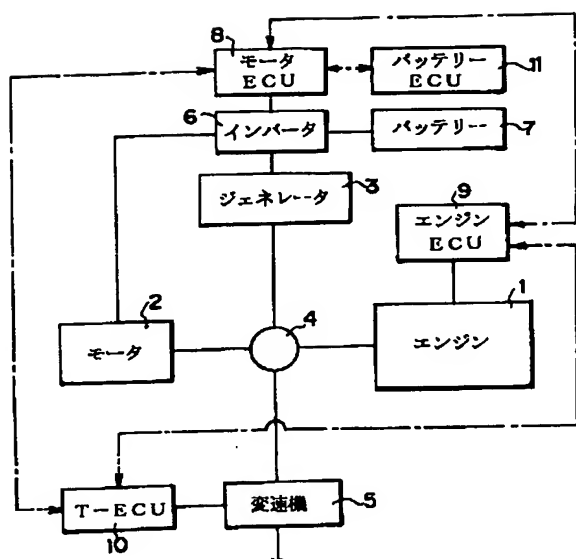 8
モータ
ECU
バッテリー
ECU
11
6
インバータ
バッテリー
7
ジェネレータ
3
9
エンジン
ECU
2
モータ
4
1
エンジン
T-ECU
10
変速機
5